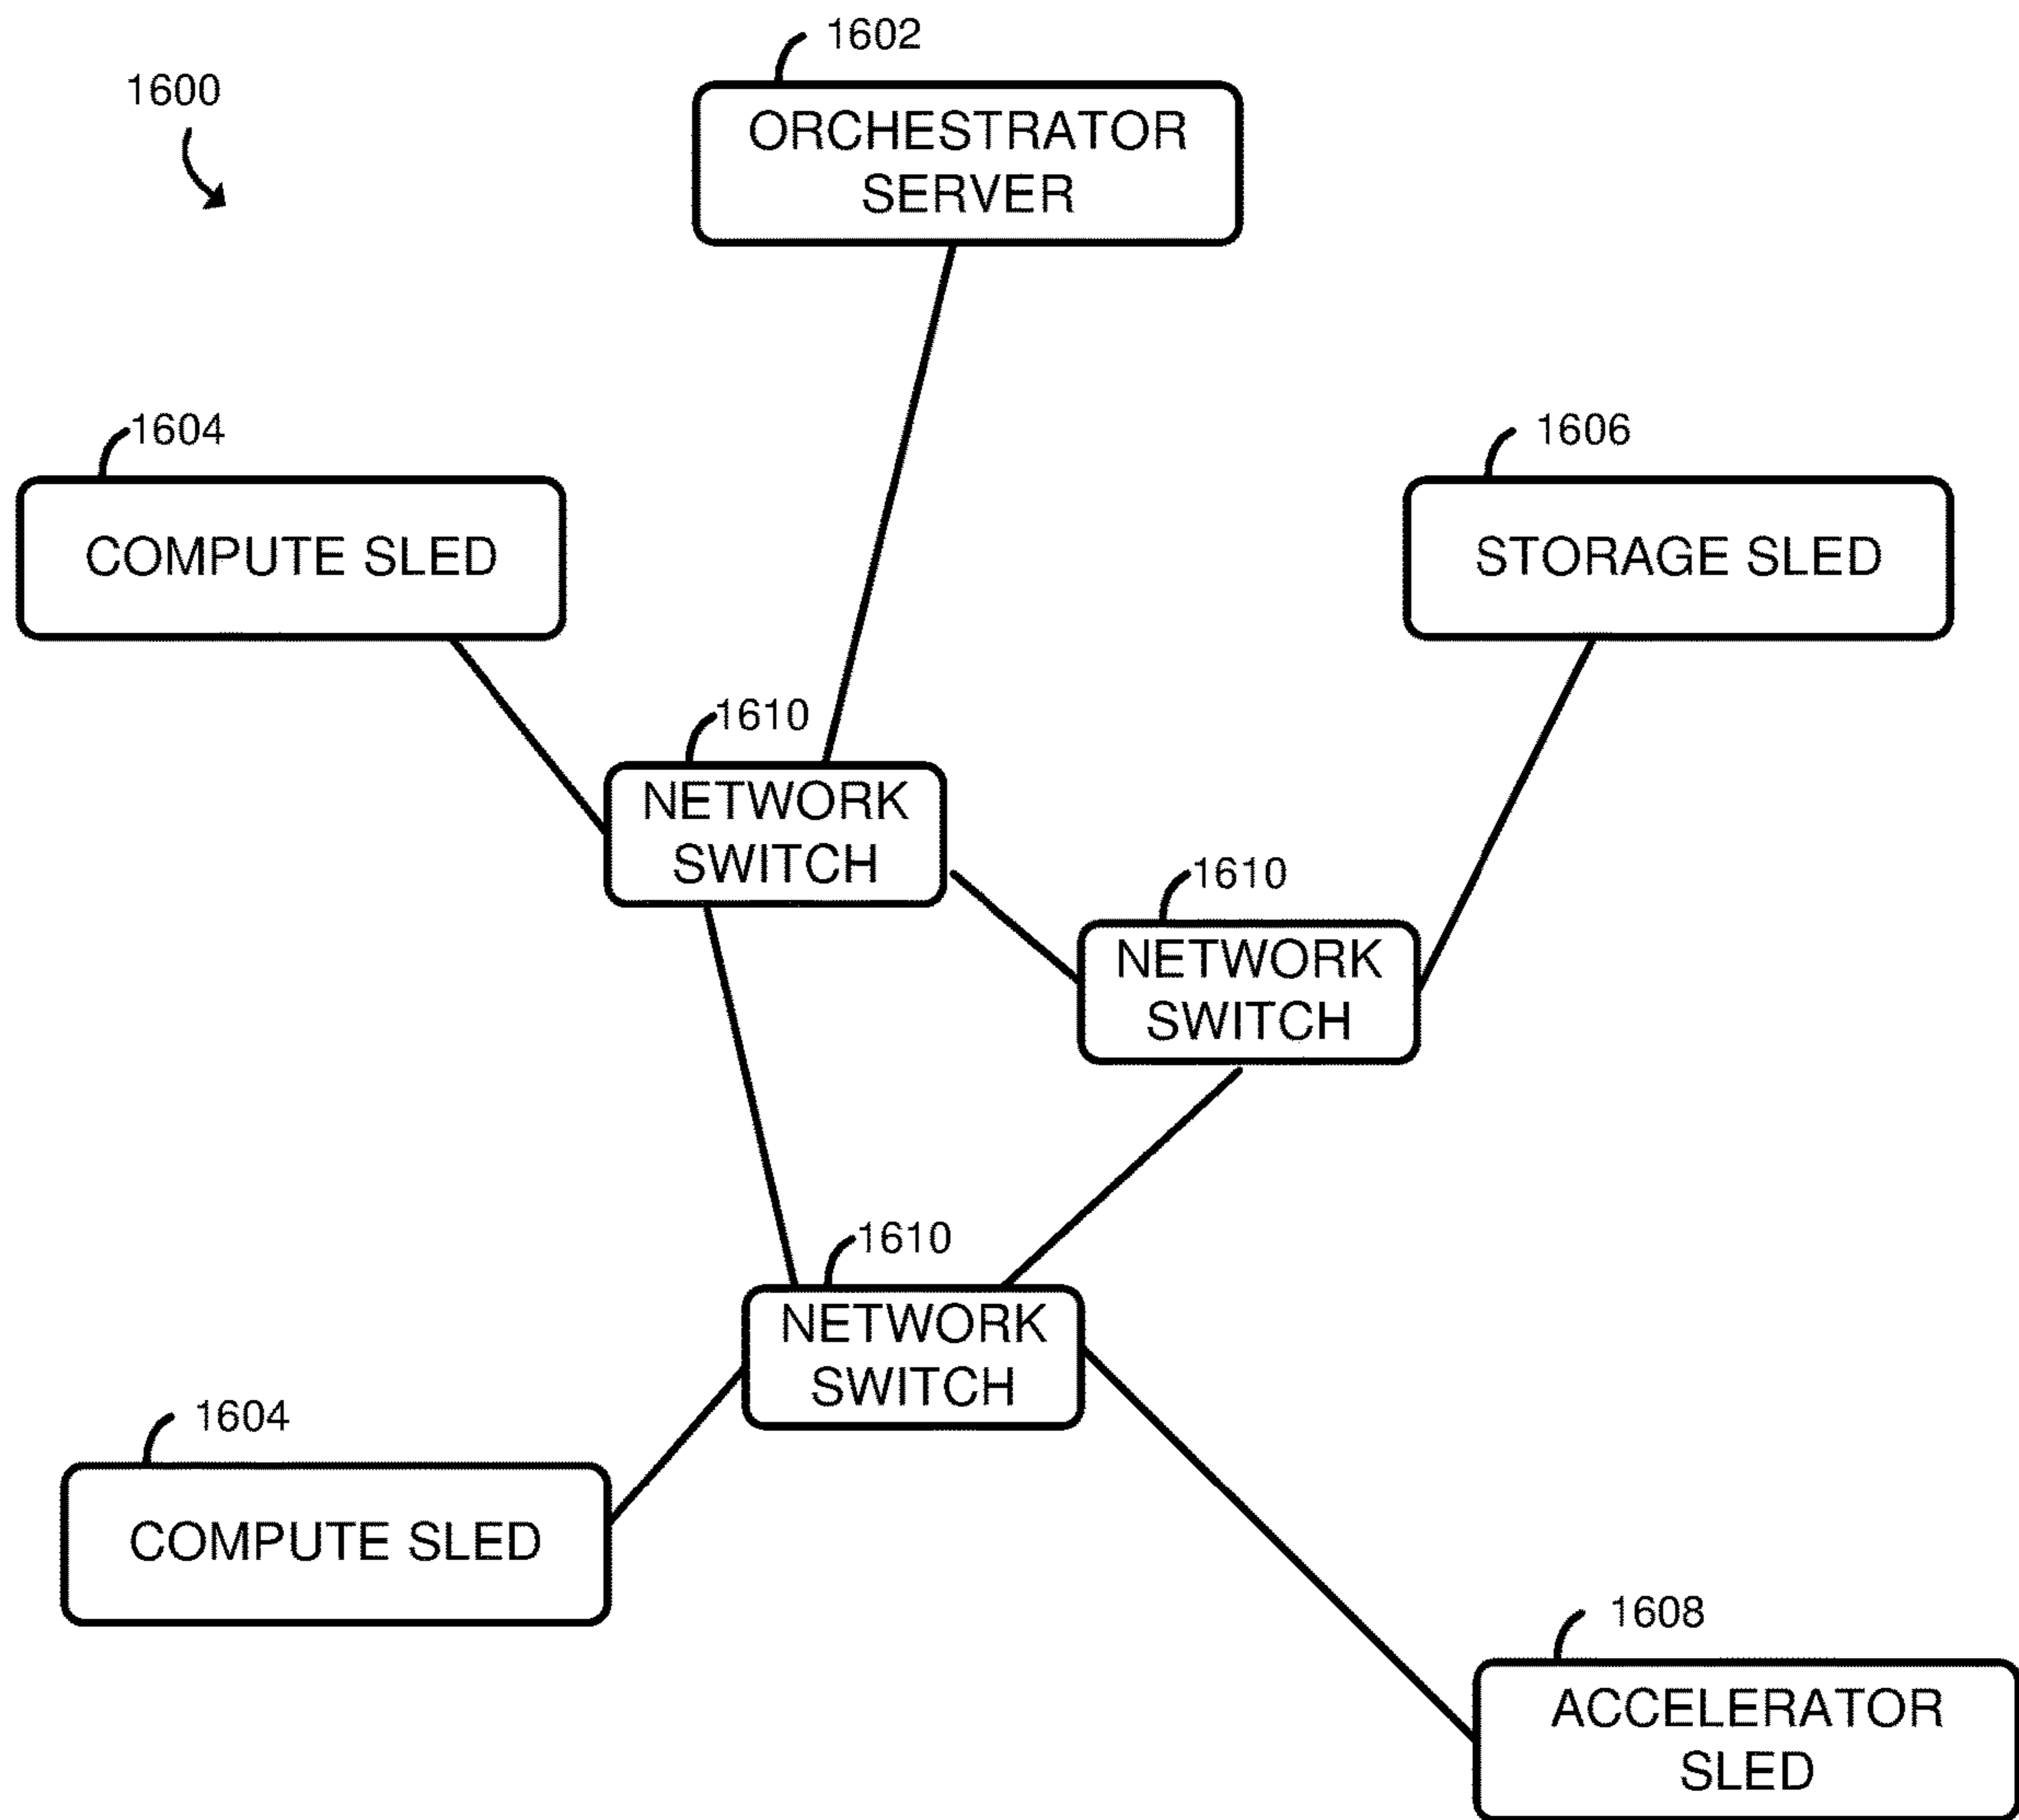 1602
1600
ORCHESTRATOR
SERVER
1604
COMPUTE SLED
1606
STORAGE SLED
1610
NETWORK
SWITCH
1610
NETWORK
SWITCH
1610
NETWORK
SWITCH
1604
COMPUTE SLED
1608
ACCELERATOR
SLED